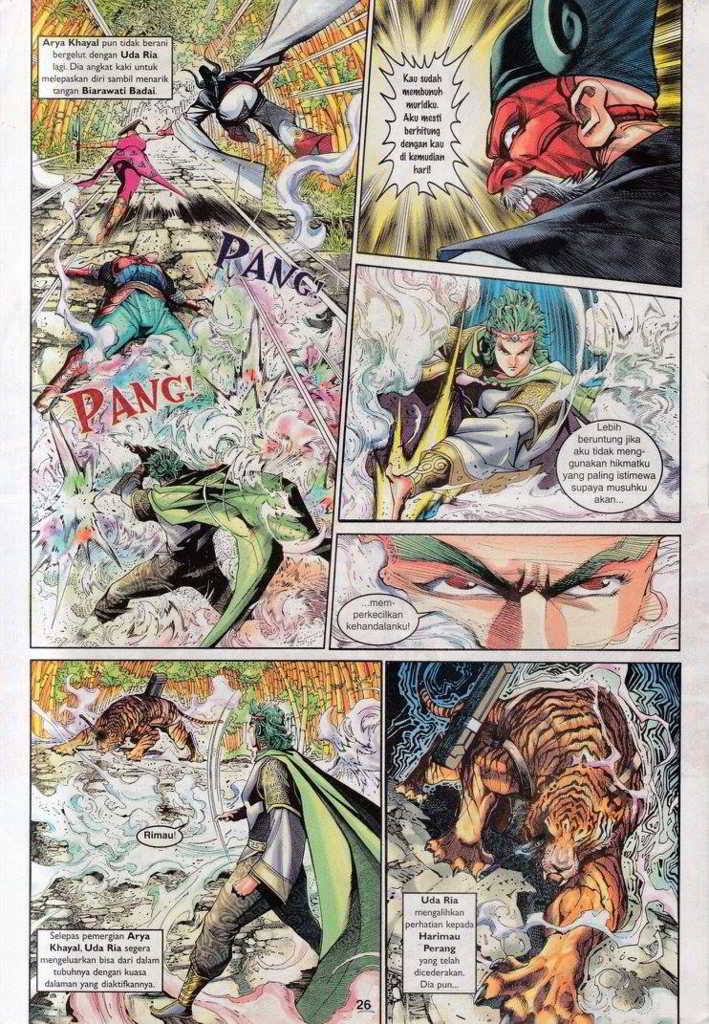 Arya Khayal pun tidak berani
bergelut dengan Uda Ria
lagi. Dia angkat kaki untuk
melepaskan diri sambil menarik
tangan Biarawati Badai.
Kau sudah
membunuh
muridku.
Aku mesti
berhitung
dengan kau
di kemudian
hari!
PANG!
PANG!
Lebih
beruntung jika
aku tidak meng-
gunakan hikmatku
yang paling istimewa
supaya musuhku
akan...
...mem-
perkecilkan
kehandalanku!
Rimau!
Selepas pemergian Arya
Khayal, Uda Ria segera
mengeluarkan bisa dari dalam
tubuhnya dengan kuasa
dalaman yang diaktifkannya.
Uda Ria
mengalihkan
perhatian kepada
Harimau
Perang
yang telah
dicederakan.
Dia pun...
26